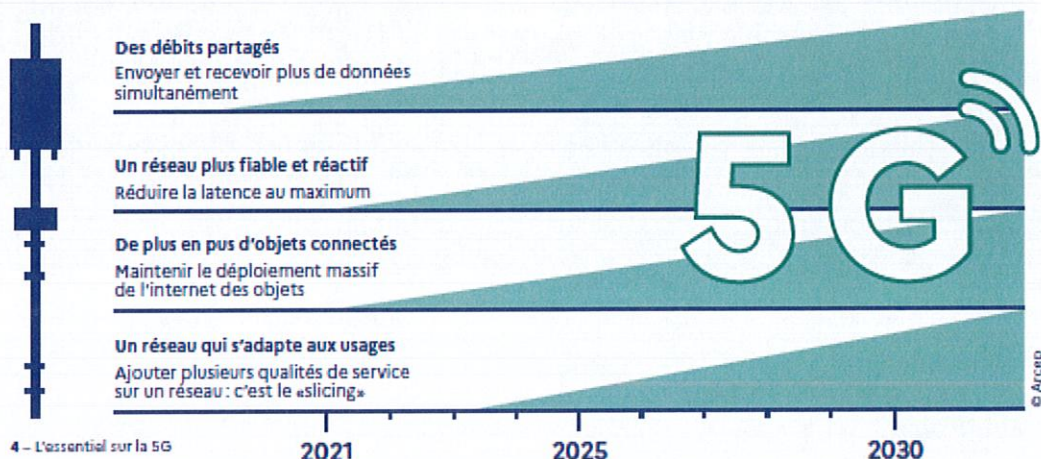 Des débits partagés
Envoyer et recevoir plus de données
simultanément
Un réseau plus fiable et réactif
Réduire la latence au maximum
De plus en pus d'objets connectés
Maintenir le déploiement massif
de l'internet des objets
Un réseau qui s'adapte aux usages
Ajouter plusieurs qualités de service
sur un réseau : c'est le «slicing»
5G
© Arcep
2021
2025
2030
4 – L'essentiel sur la 5G